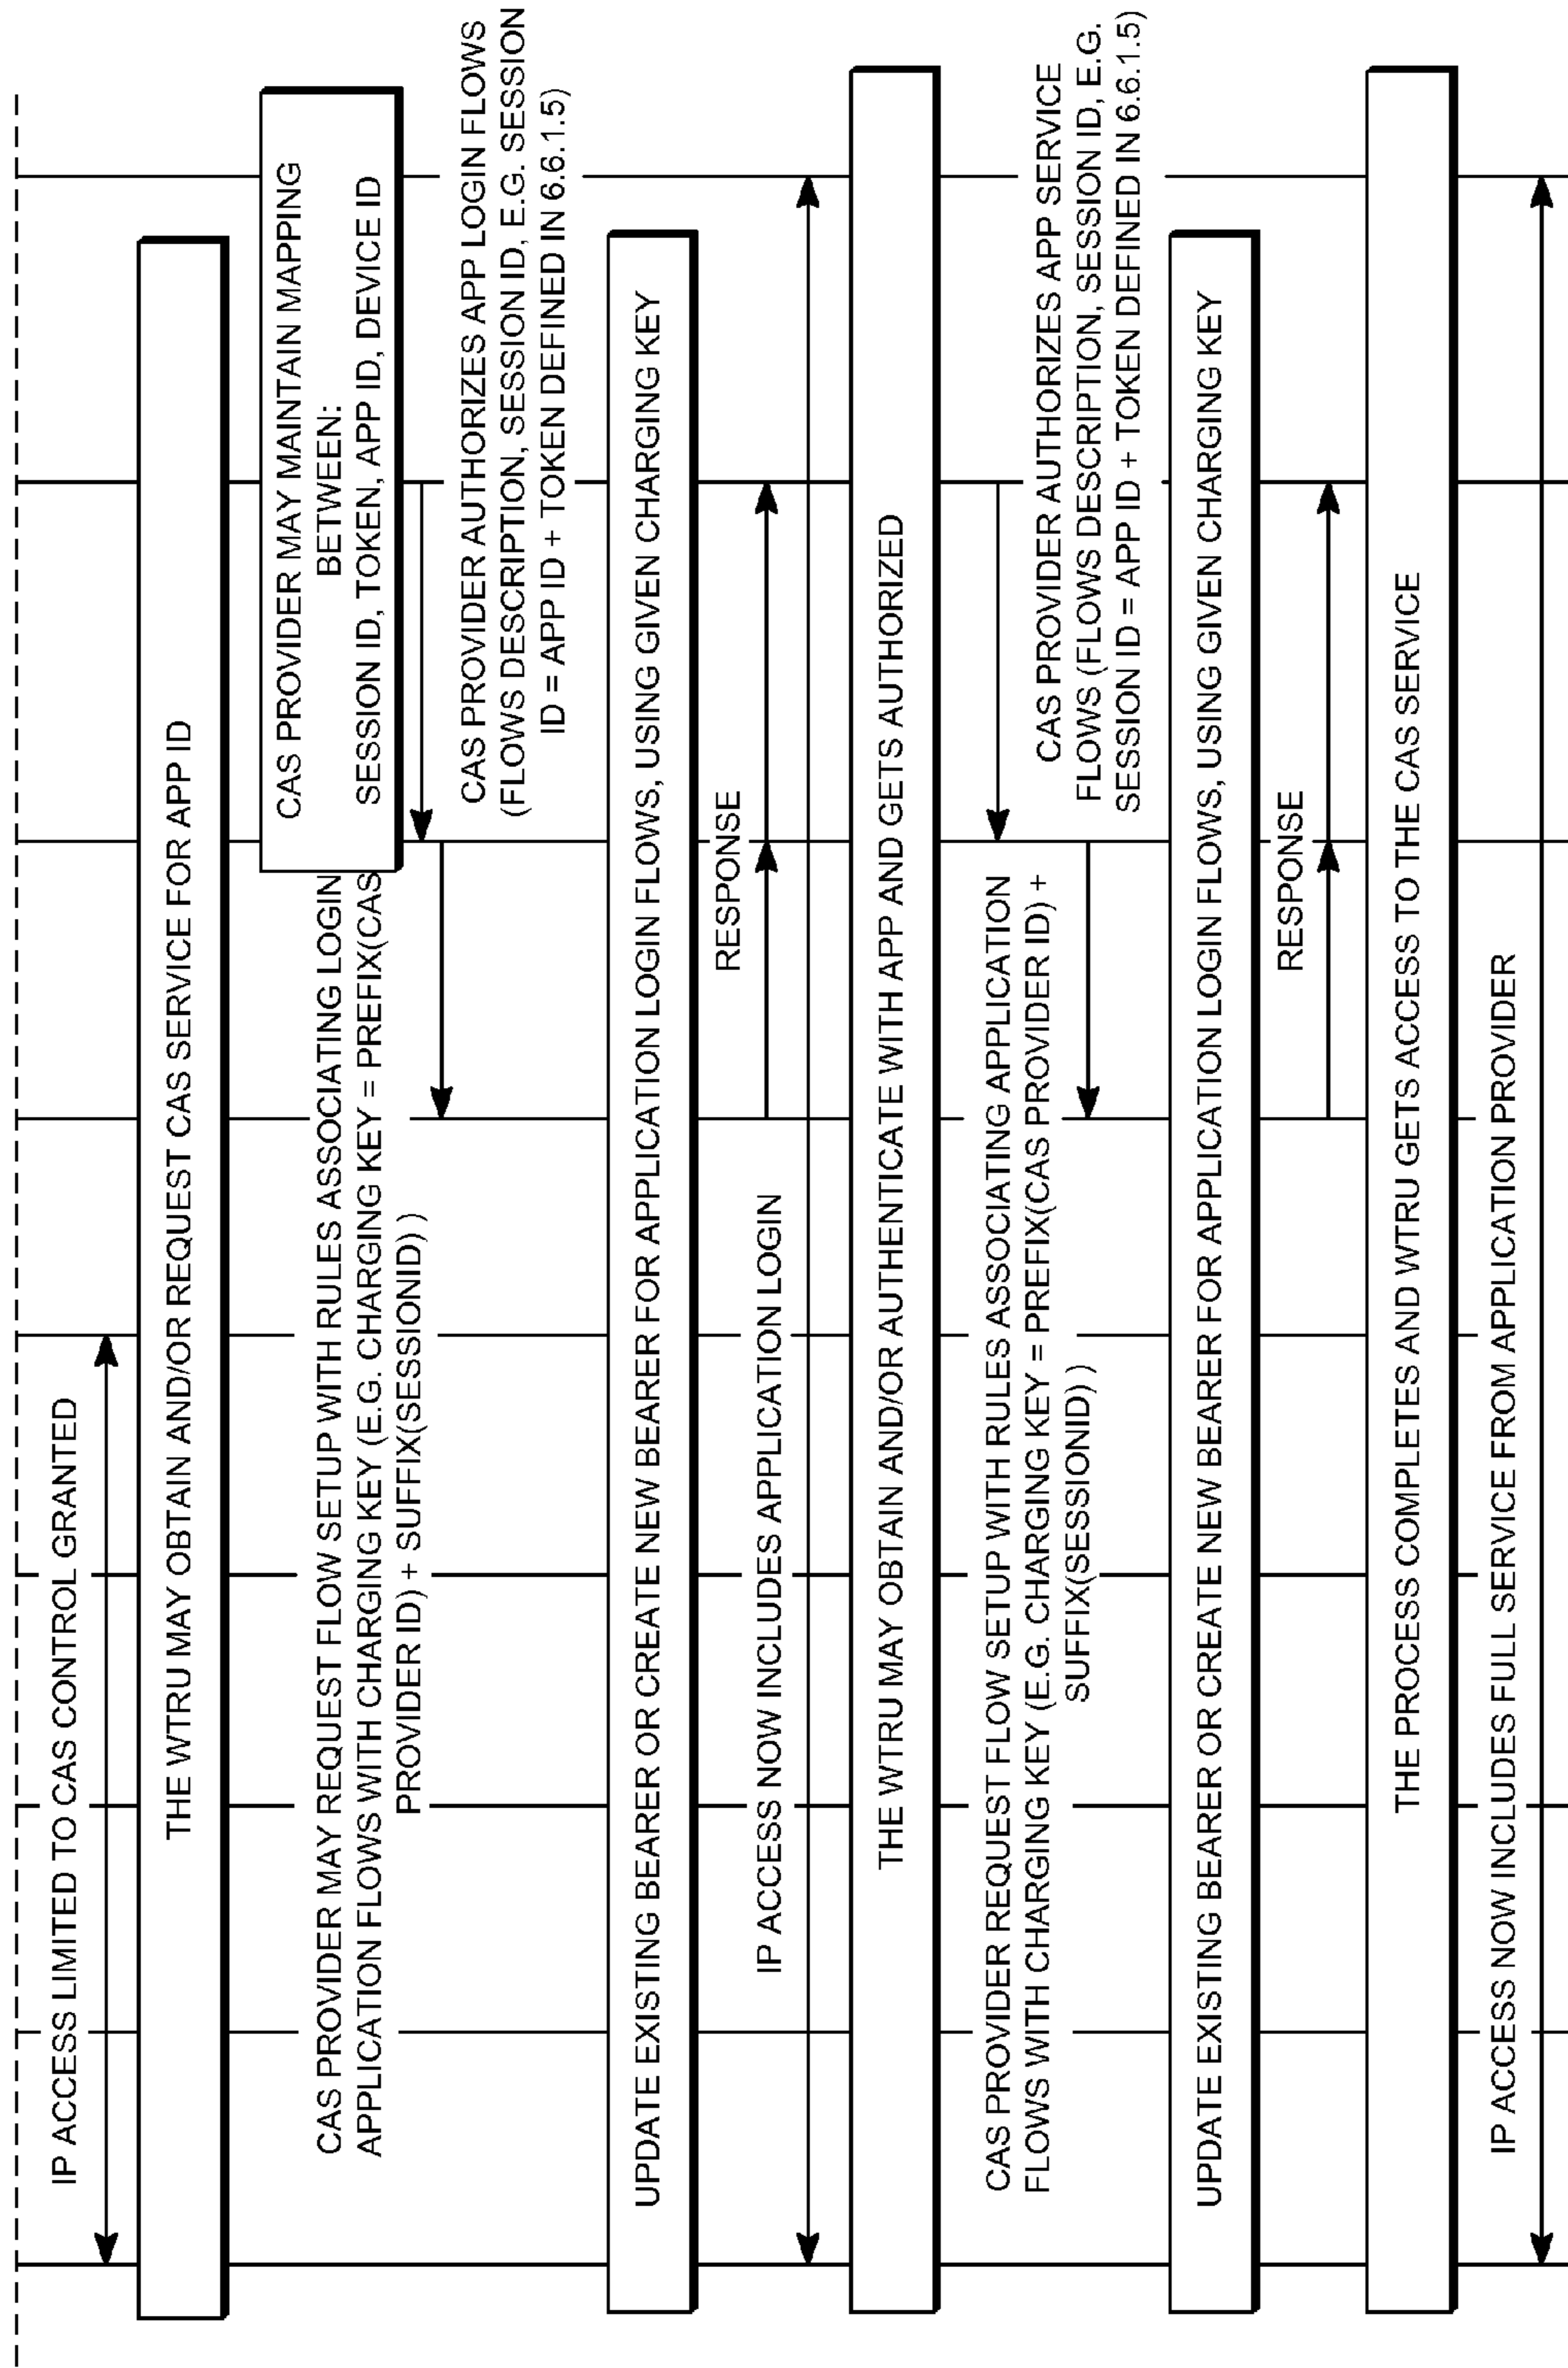 IP ACCESS LIMITED TO CAS CONTROL GRANTED
THE WTRU MAY OBTAIN AND/OR REQUEST CAS SERVICE FOR APP ID
CAS PROVIDER MAY MAINTAIN MAPPING
BETWEEN:
SESSION ID, TOKEN, APP ID, DEVICE ID
CAS PROVIDER MAY REQUEST FLOW SETUP WITH RULES ASSOCIATING LOGIN
APPLICATION FLOWS WITH CHARGING KEY (E.G. CHARGING KEY = PREFIX(CAS
PROVIDER ID) + SUFFIX(SESSIONID) )
CAS PROVIDER AUTHORIZES APP LOGIN FLOWS
(FLOWS DESCRIPTION, SESSION ID, E.G. SESSION
ID = APP ID + TOKEN DEFINED IN 6.6.1.5)
UPDATE EXISTING BEARER OR CREATE NEW BEARER FOR APPLICATION LOGIN FLOWS, USING GIVEN CHARGING KEY
RESPONSE
IP ACCESS NOW INCLUDES APPLICATION LOGIN
THE WTRU MAY OBTAIN AND/OR AUTHENTICATE WITH APP AND GETS AUTHORIZED
CAS PROVIDER REQUEST FLOW SETUP WITH RULES ASSOCIATING APPLICATION
FLOWS WITH CHARGING KEY (E.G. CHARGING KEY = PREFIX(CAS PROVIDER ID) +
SUFFIX(SESSIONID) )
CAS PROVIDER AUTHORIZES APP SERVICE
FLOWS (FLOWS DESCRIPTION, SESSION ID, E.G.
SESSION ID = APP ID + TOKEN DEFINED IN 6.6.1.5)
UPDATE EXISTING BEARER OR CREATE NEW BEARER FOR APPLICATION LOGIN FLOWS, USING GIVEN CHARGING KEY
RESPONSE
THE PROCESS COMPLETES AND WTRU GETS ACCESS TO THE CAS SERVICE
IP ACCESS NOW INCLUDES FULL SERVICE FROM APPLICATION PROVIDER